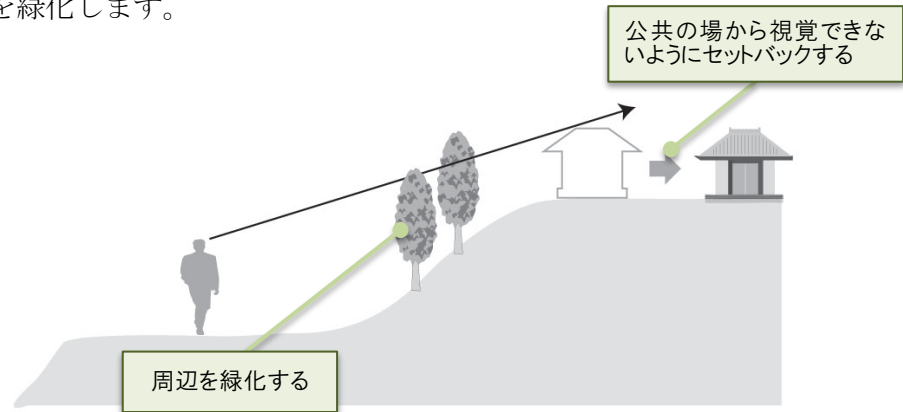 を緑化します。
公共の場から視覚できな
いようにセットバックする
周辺を緑化する